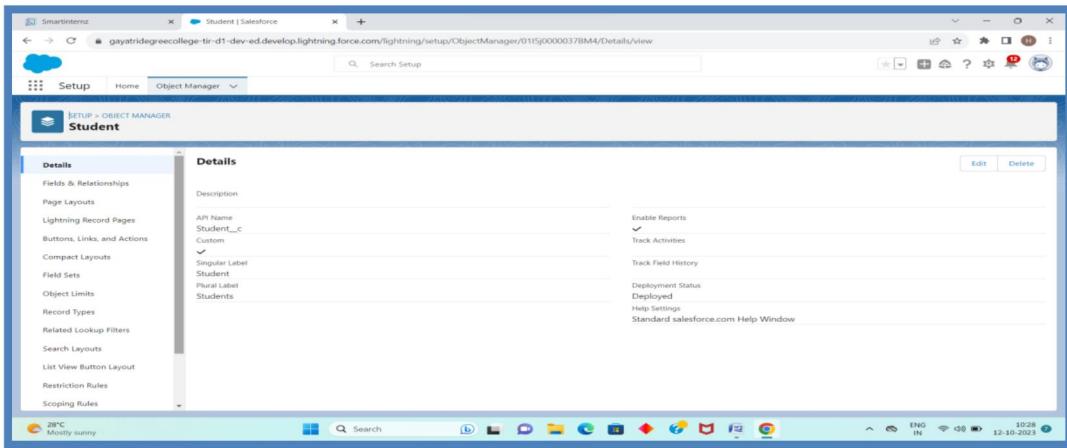 Smartinternz
Student | Salesforce
gayatridegreecollege-tir-d1-dev-ed.develop.lightning.force.com/lightning/setup/ObjectManager/01I5j0000037BM4/Details/view
H
Search Setup
12
Setup
Home
Object Manager
SETUP > OBJECT MANAGER
Student
Details
Fields & Relationships
Page Layouts
Lightning Record Pages
Buttons, Links, and Actions
Compact Layouts
Field Sets
Object Limits
Record Types
Related Lookup Filters
Search Layouts
List View Button Layout
Restriction Rules
Scoping Rules
Details
Edit
Delete
Description
API Name
Student__c
Custom
Singular Label
Student
Plural Label
Students
Enable Reports
Track Activities
Track Field History
Deployment Status
Deployed
Help Settings
Standard salesforce.com Help Window
28°C
Mostly sunny
Search
ENG
IN
10:28
12-10-2023